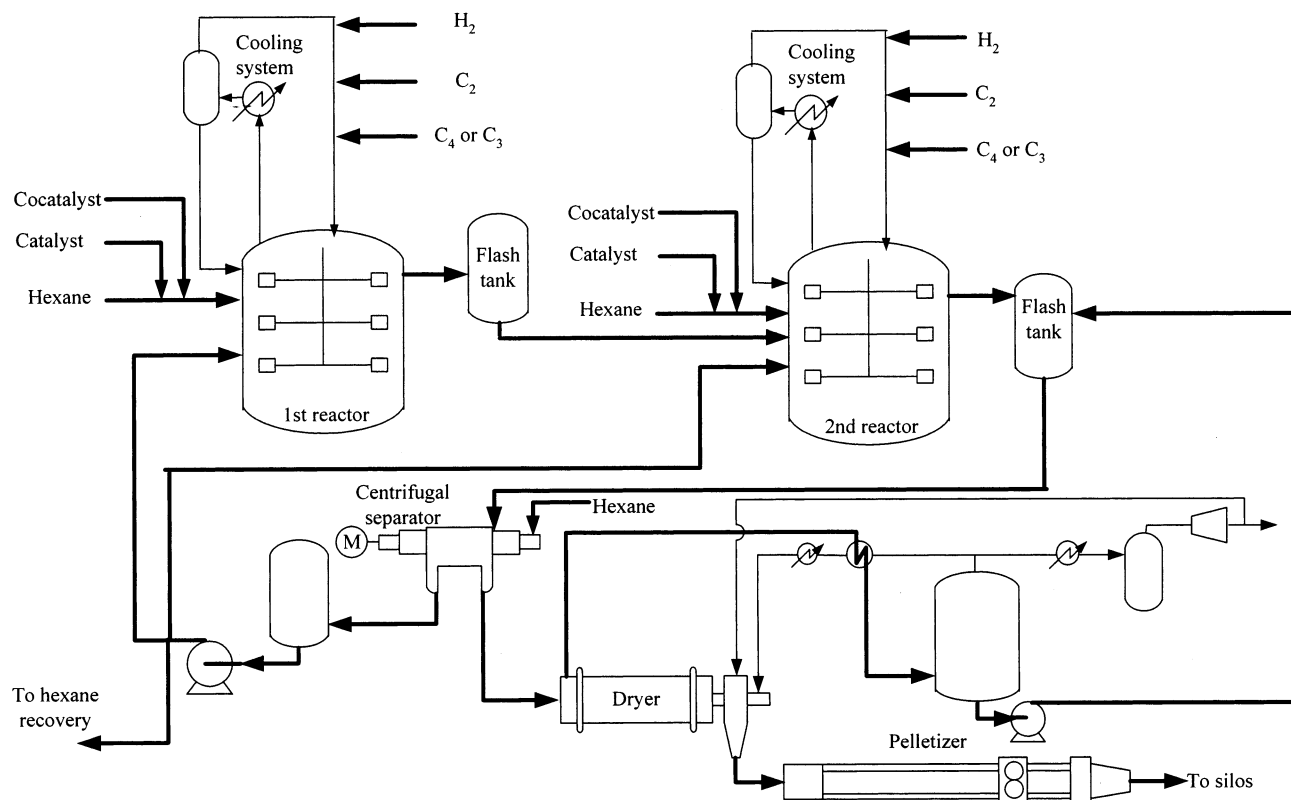 H2
Cooling
system
C2
C4 or C3
Cocatalyst
Catalyst
Hexane
Flash
tank
1st reactor
H2
Cooling
system
C2
C4 or C3
Cocatalyst
Catalyst
Hexane
Flash
tank
2nd reactor
Centrifugal
separator
Hexane
M
To hexane
recovery
Dryer
Pelletizer
To silos